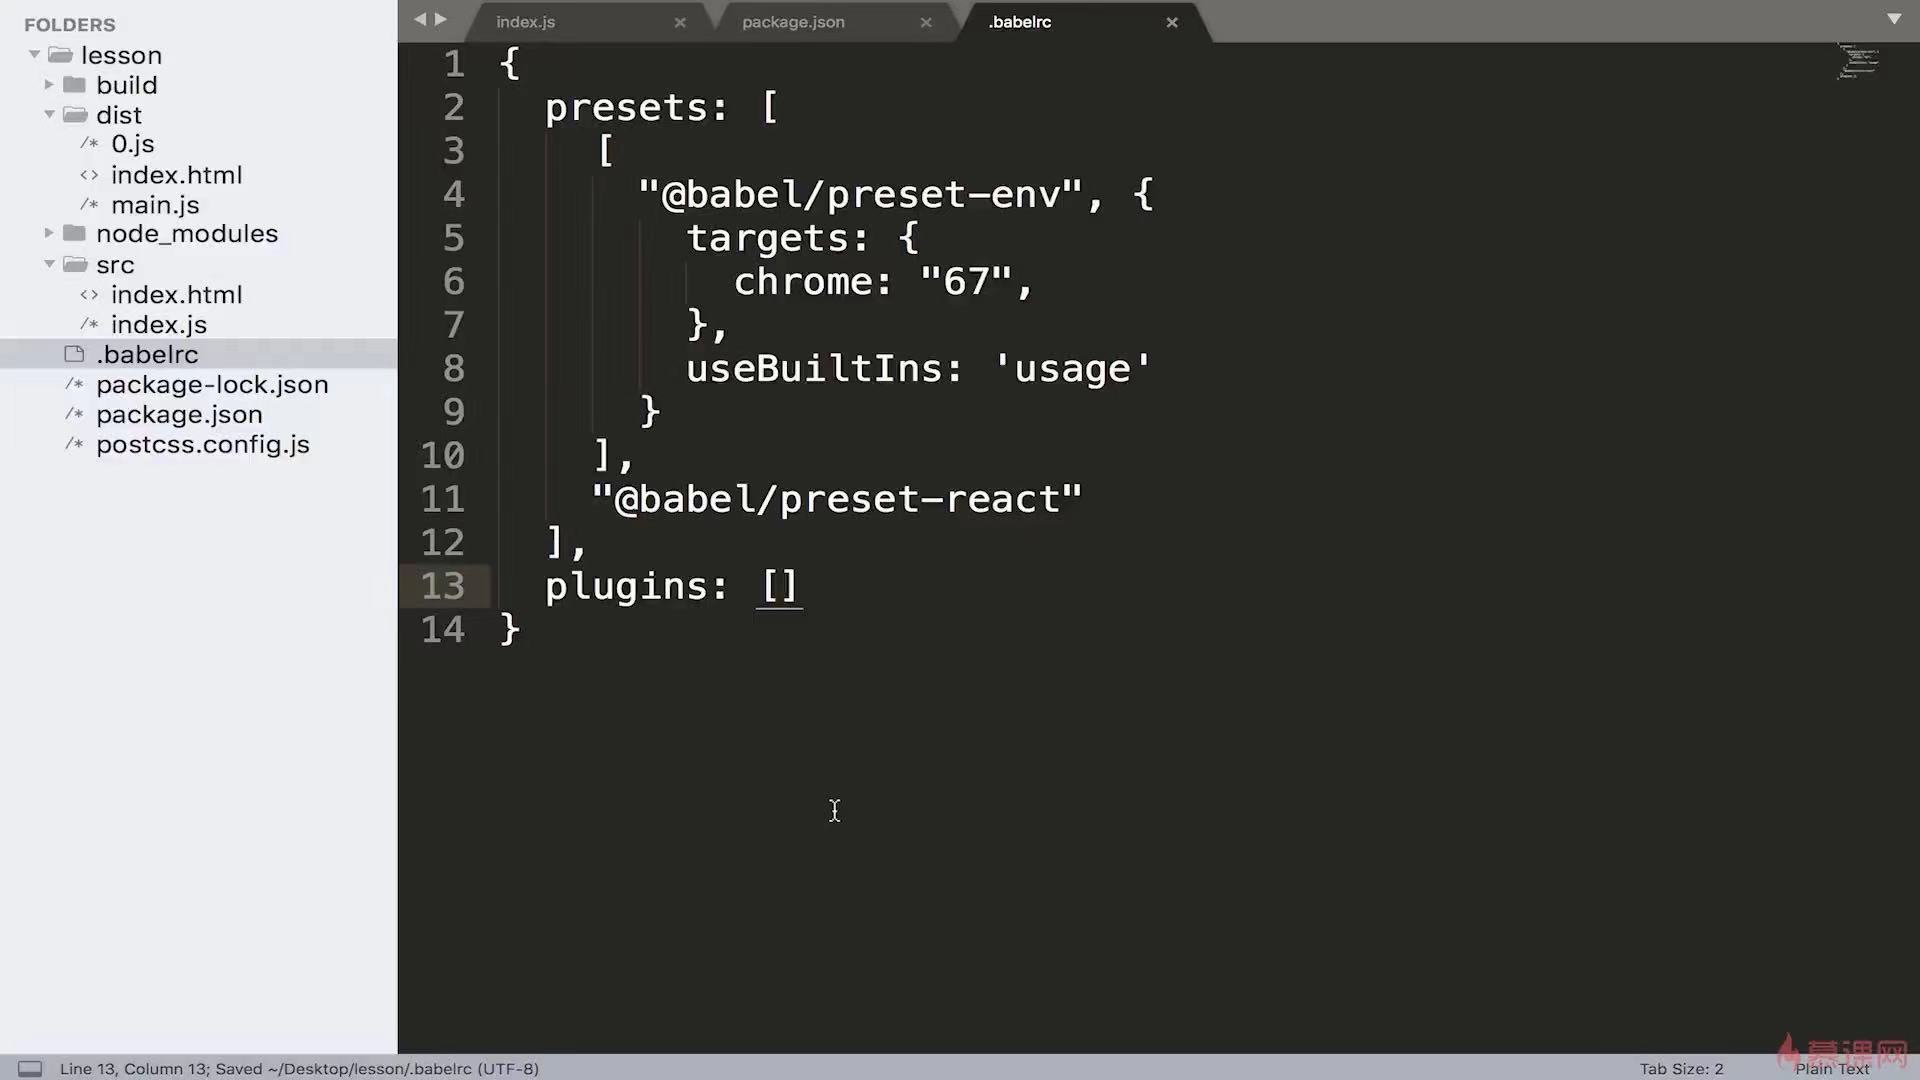 FOLDERS
lesson
build
dist
/* 0.js
<> index.html
/* main.js
node_modules
src
<> index.html
/* index.js
.babelrc
/* package-lock.json
/* package.json
/* postcss.config.js
index.js × package.json × .babelrc ×
1 {
2 presets: [
3 [
4 "@babel/preset-env", {
5 targets: {
6 chrome: "67",
7 },
8 useBuiltIns: 'usage'
9 }
10 ],
11 "@babel/preset-react"
12 ],
13 plugins: []
14 }
慕课网
Line 13, Column 13; Saved ~/Desktop/lesson/.babelrc (UTF-8) Tab Size: 2 Plain Text